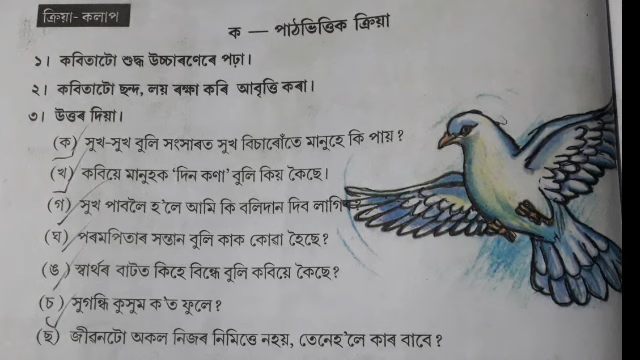 ক্ৰিয়া-কলাপ
ক — পাঠভিত্তিক ক্ৰিয়া
১। কবিতাটো শুদ্ধ উচ্চাৰণেৰে পঢ়া।
২। কবিতাটো ছন্দ, লয় ৰক্ষা কৰি আবৃত্তি কৰা।
৩। উত্তৰ দিয়া।
(ক) সুখ-সুখ বুলি সংসাৰত সুখ বিচাৰোঁতে মানুহে কি পায়?
(খ) কবিয়ে মানুহক ‘দিন কণা’ বুলি কিয় কৈছে।
(গ) সুখ পাবলৈ হ’লে আমি কি বলিদান দিব
(ঘ) পৰমপিতাৰ সন্তান বুলি কাক কোৱা হৈছে?
(ঙ) স্বাৰ্থৰ বাটত কিহে বিন্ধে বুলি কবিয়ে কৈছে?
(চ) সুগন্ধি কুসুম ক’ত ফুলে?
(ছ) জীৱনটো অকল নিজৰ নিমিত্তে নহয়, তেনেহ’লে কাৰ বাবে?